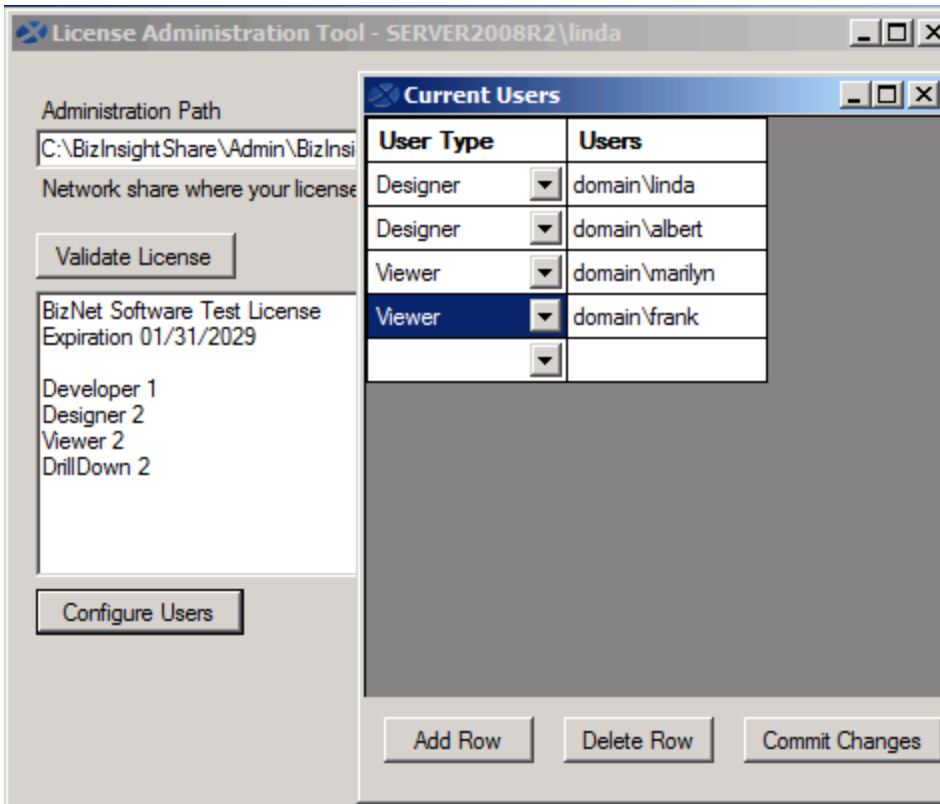 License Administration Tool - SERVER2008R2\linda
Administration Path
C:\BizInsightShare\Admin\BizInsi
Network share where your license
Validate License
BizNet Software Test License
Expiration 01/31/2029
Developer 1
Designer 2
Viewer 2
DrillDown 2
Configure Users
Current Users
User Type Users
Designer domain\linda
Designer domain\albert
Viewer domain\marilyn
Viewer domain\frank
Add Row Delete Row Commit Changes